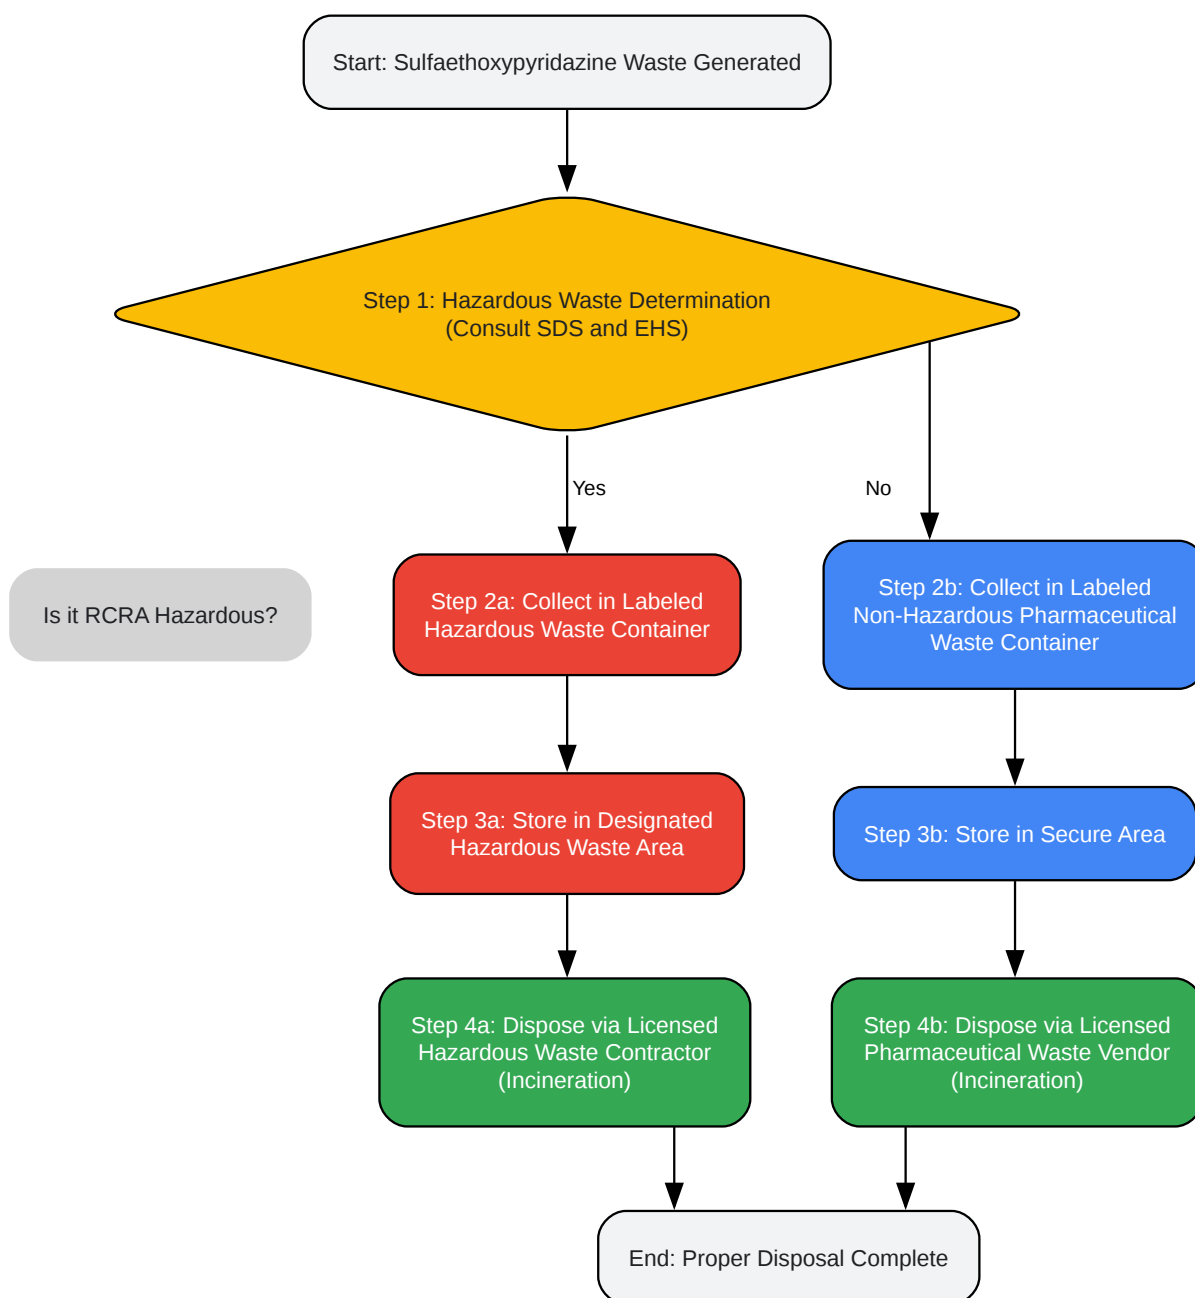 Start: Sulfaethoxypyridazine Waste Generated
Step 1: Hazardous Waste Determination
(Consult SDS and EHS)
Yes
No
Is it RCRA Hazardous?
Step 2a: Collect in Labeled
Hazardous Waste Container
Step 2b: Collect in Labeled
Non-Hazardous Pharmaceutical
Waste Container
Step 3a: Store in Designated
Hazardous Waste Area
Step 3b: Store in Secure Area
Step 4a: Dispose via Licensed
Hazardous Waste Contractor
(Incineration)
Step 4b: Dispose via Licensed
Pharmaceutical Waste Vendor
(Incineration)
End: Proper Disposal Complete